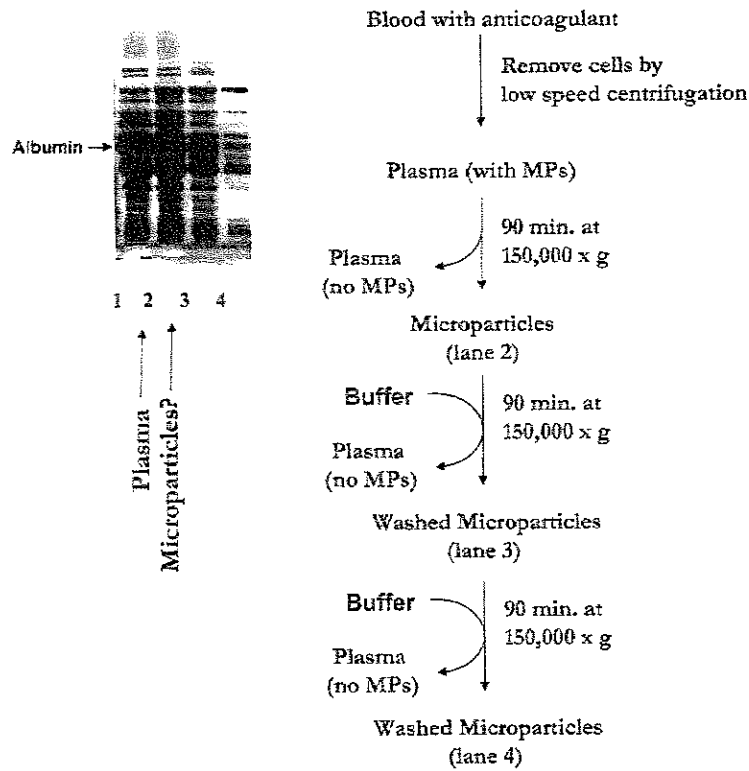 Albumin
1 2 3 4
Plasma
Microparticles?
Blood with anticoagulant
Remove cells by
low speed centrifugation
Plasma (with MPs)
90 min. at
150,000 x g
Plasma
(no MPs)
Microparticles
(lane 2)
Buffer
90 min. at
150,000 x g
Plasma
(no MPs)
Washed Microparticles
(lane 3)
Buffer
90 min. at
150,000 x g
Plasma
(no MPs)
Washed Microparticles
(lane 4)